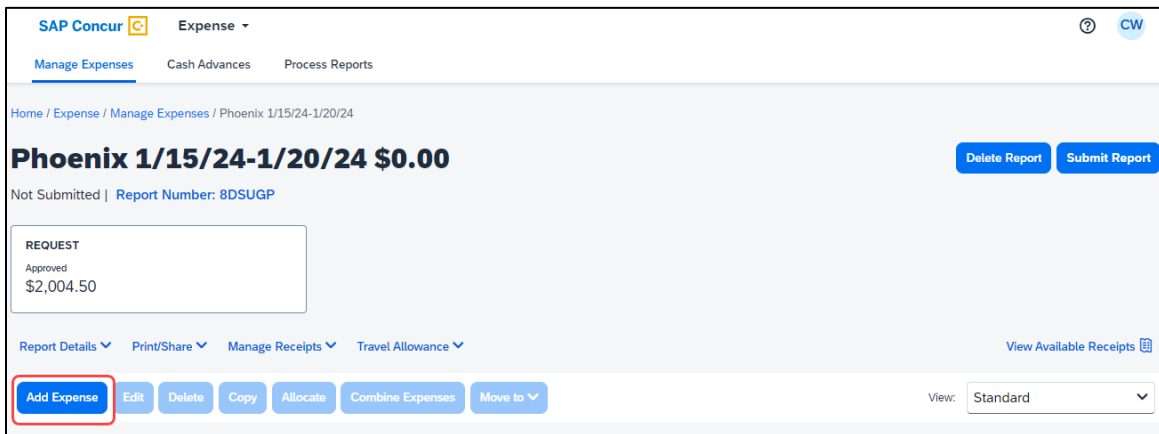 SAP Concur C Expense CW
Manage Expenses Cash Advances Process Reports
Home / Expense / Manage Expenses / Phoenix 1/15/24-1/20/24
Phoenix 1/15/24-1/20/24 $0.00
Delete Report Submit Report
Not Submitted | Report Number: 8DSUGP
REQUEST
Approved
$2,004.50
Report Details Print/Share Manage Receipts Travel Allowance View Available Receipts
Add Expense Edit Delete Copy Allocate Combine Expenses Move to View: Standard